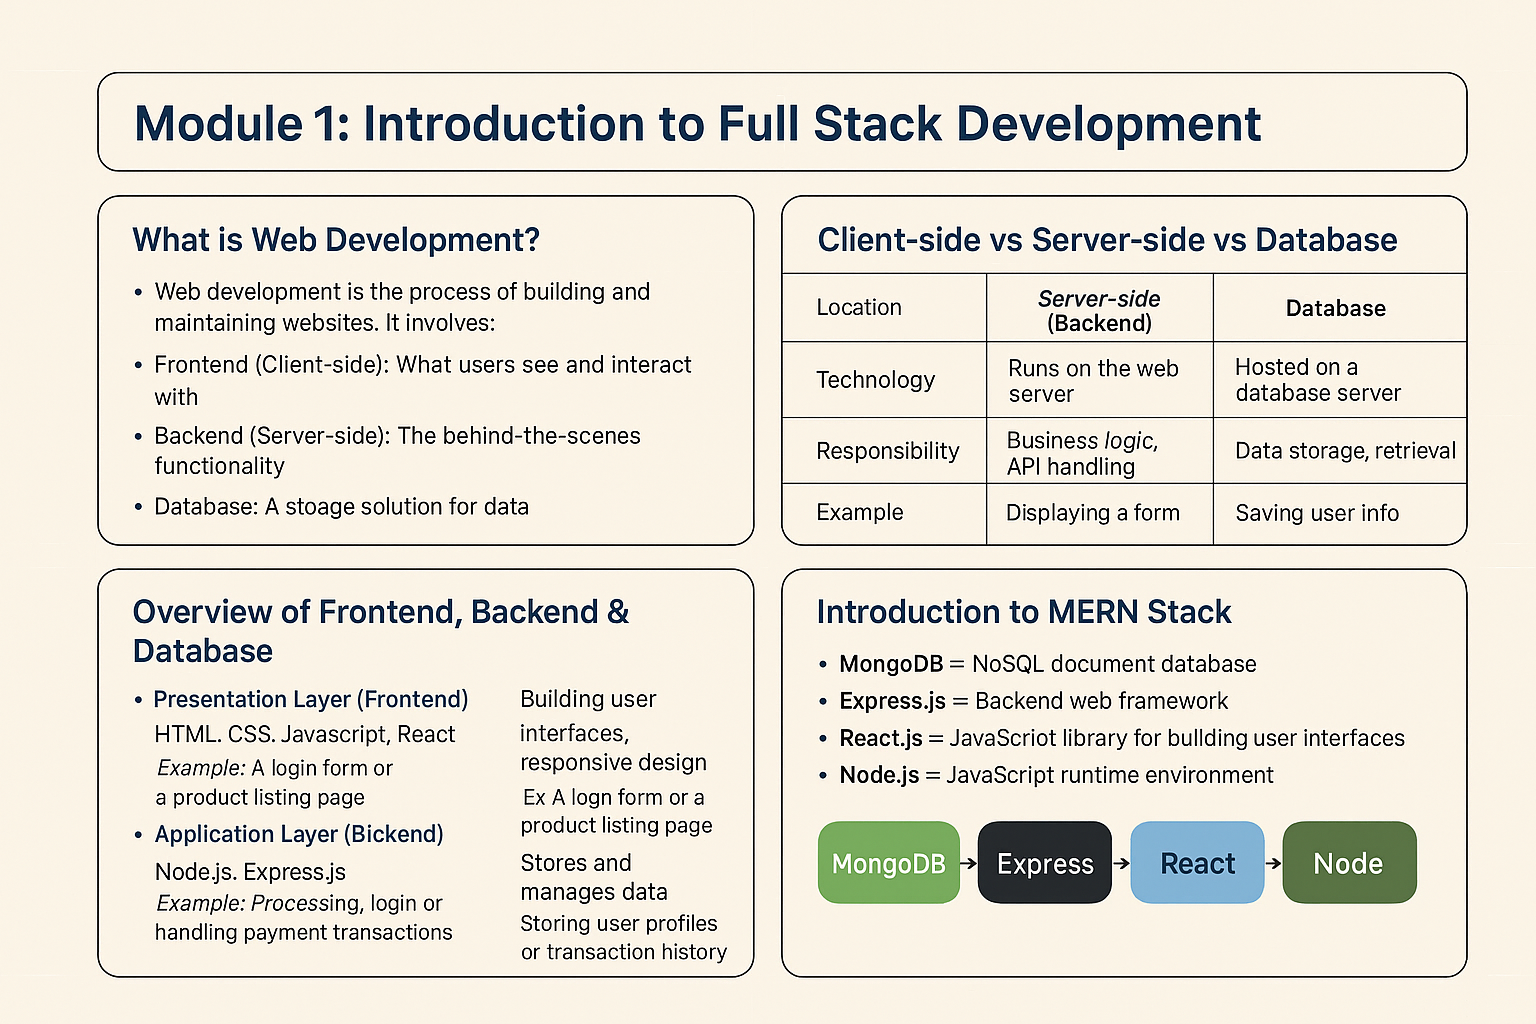 Module 1: Introduction to Full Stack Development
What is Web Development?
• Web development is the process of building and
maintaining websites. It involves:
• Frontend (Client-side): What users see and interact
with
• Backend (Server-side): The behind-the-scenes
functionality
• Database: A stoage solution for data
Client-side vs Server-side vs Database
Location
Server-side
(Backend)
Database
Technology
Runs on the web
server
Hosted on a
database server
Responsibility
Business logic,
API handling
Data storage, retrieval
Example
Displaying a form
Saving user info
Overview of Frontend, Backend &
Database
• Presentation Layer (Frontend)
HTML. CSS. Javascript, React
Example: A login form or
a product listing page
• Application Layer (Bickend)
Node.js. Express.js
Example: Processing, login or
handling payment transactions
Building user
interfaces,
responsive design
Ex A logn form or a
product listing page
Stores and
manages data
Storing user profiles
or transaction history
Introduction to MERN Stack
• MongoDB = NoSQL document database
• Express.js = Backend web framework
• React.js = JavaScriot library for bullding user interfaces
• Node.js = JavaScript runtime environment
MongoDB → Express → React → Node